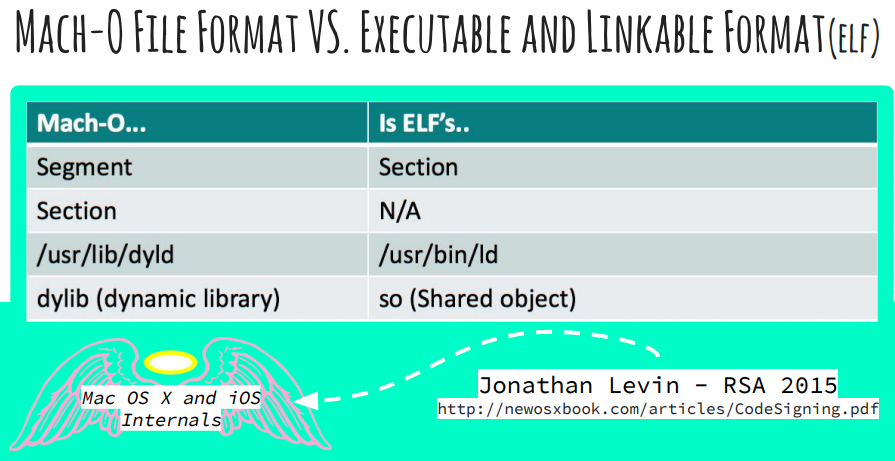 MACH-O FILE FORMAT VS. EXECUTABLE AND LINKABLE FORMAT(ELF)
Mach-O... Is ELF's..
Segment Section
Section N/A
/usr/lib/dyld /usr/bin/ld
dylib (dynamic library) so (Shared object)
Mac OS X and iOS
Internals
Jonathan Levin – RSA 2015
http://newosxbook.com/articles/CodeSigning.pdf